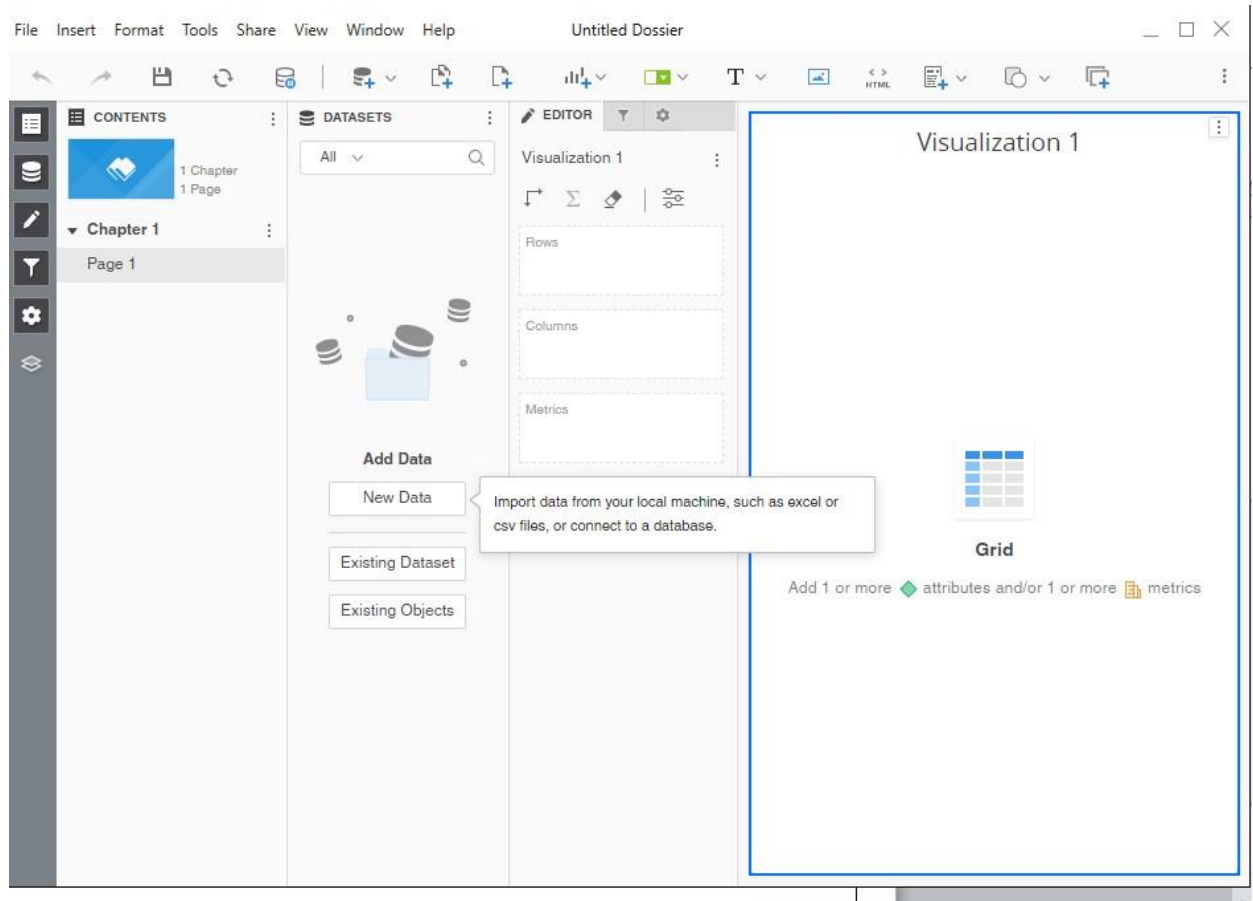 File Insert Format Tools Share View Window Help Untitled Dossier
HTML
CONTENTS
1 Chapter
1 Page
Chapter 1
Page 1
DATASETS
All
Add Data
New Data
Existing Dataset
Existing Objects
EDITOR
Visualization 1
Rows
Columns
Metrics
Import data from your local machine, such as excel or
csv files, or connect to a database.
Visualization 1
Grid
Add 1 or more attributes and/or 1 or more metrics